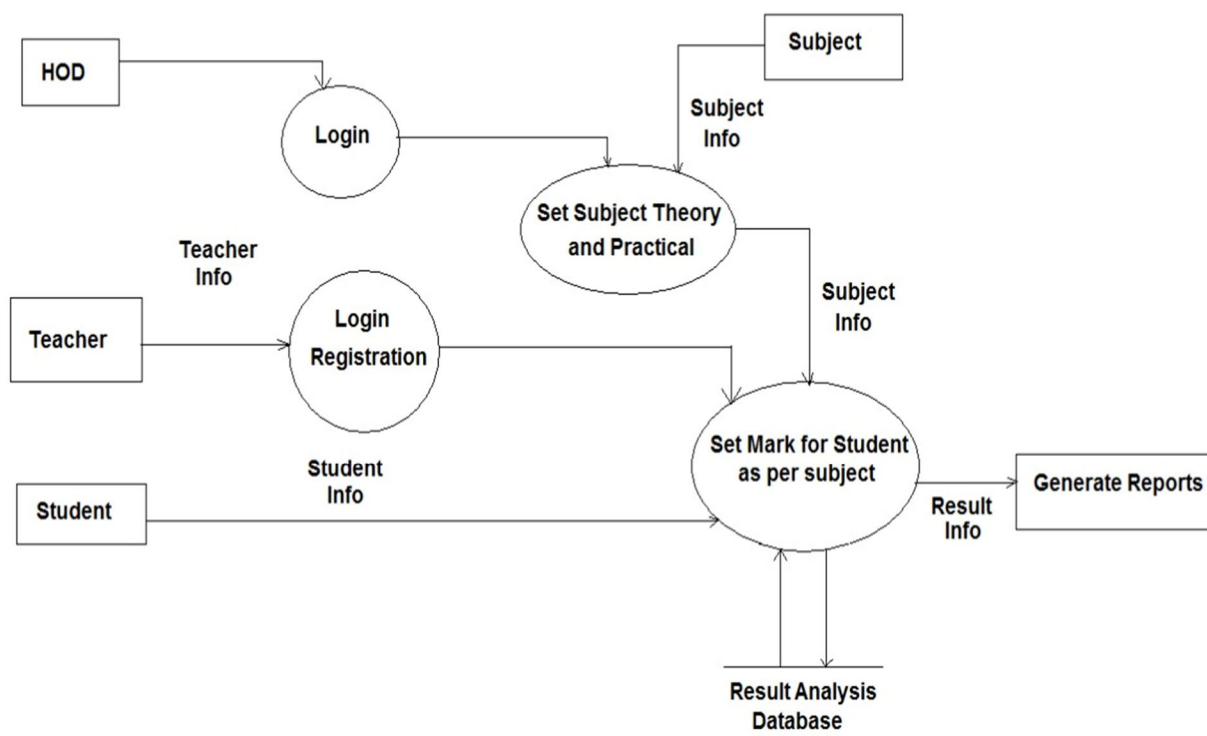 HOD
Subject
Login
Subject
Info
Set Subject Theory
and Practical
Teacher
Info
Subject
Info
Teacher
Login
Registration
Set Mark for Student
as per subject
Student
Info
Student
Generate Reports
Result
Info
Result Analysis
Database